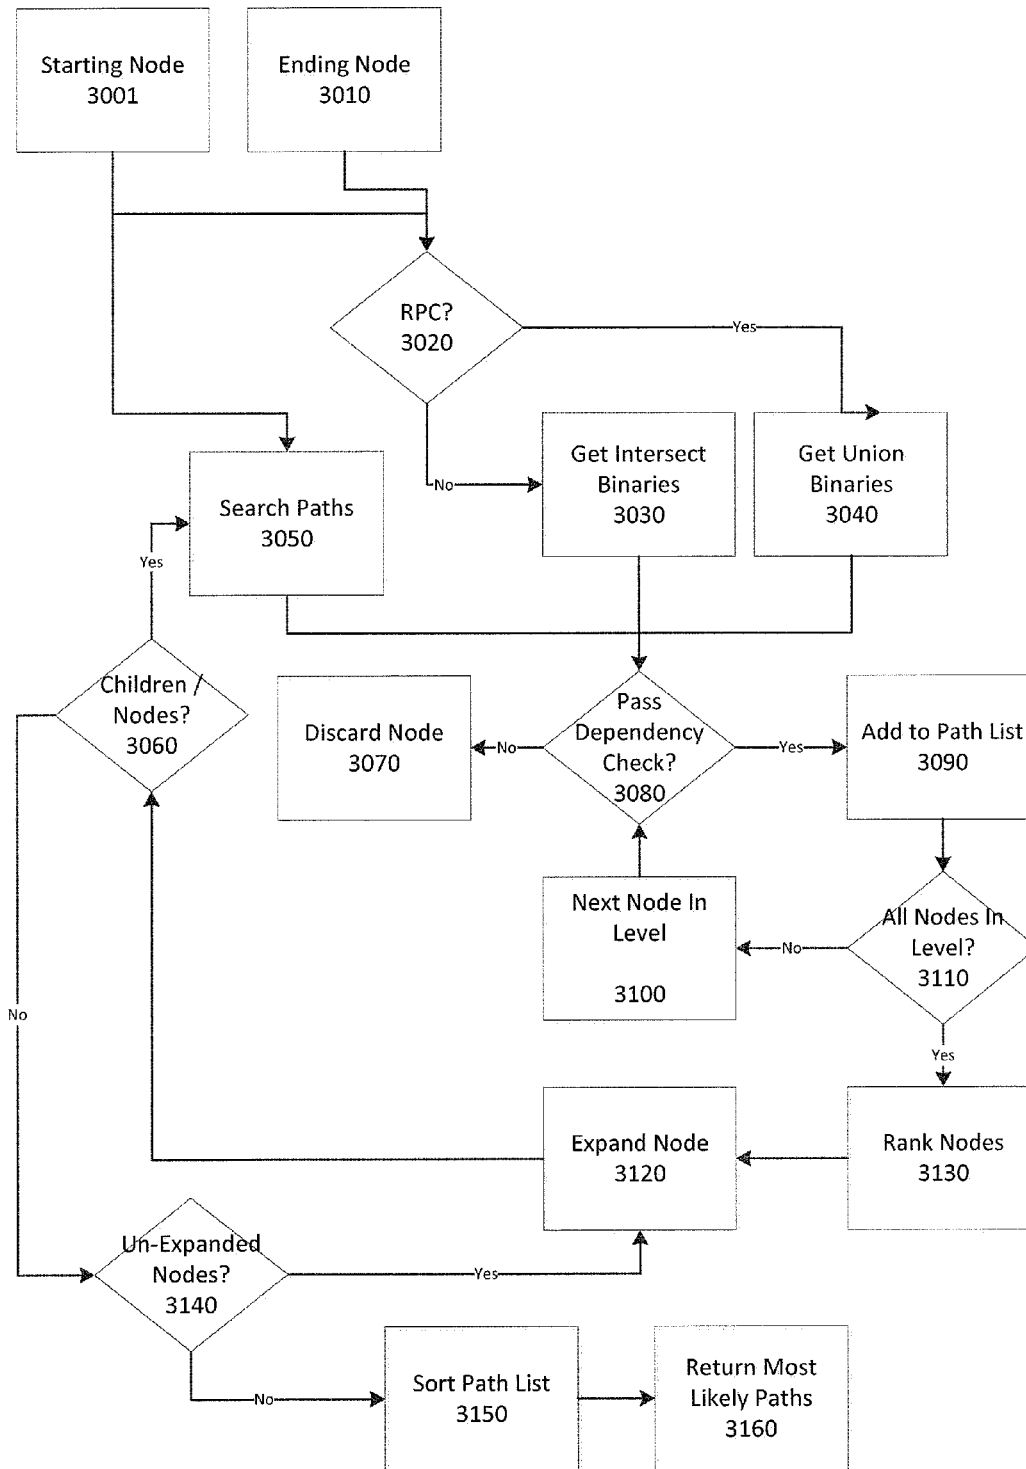 Starting Node
3001
Ending Node
3010
RPC?
3020
Yes
No
Get Intersect
Binaries
3030
Get Union
Binaries
3040
Search Paths
3050
Yes
Children /
Nodes?
3060
Discard Node
3070
No
Pass
Dependency
Check?
3080
Yes
Add to Path List
3090
Next Node In
Level
3100
No
All Nodes In
Level?
3110
No
Yes
Expand Node
3120
Rank Nodes
3130
Un-Expanded
Nodes?
3140
Yes
No
Sort Path List
3150
Return Most
Likely Paths
3160